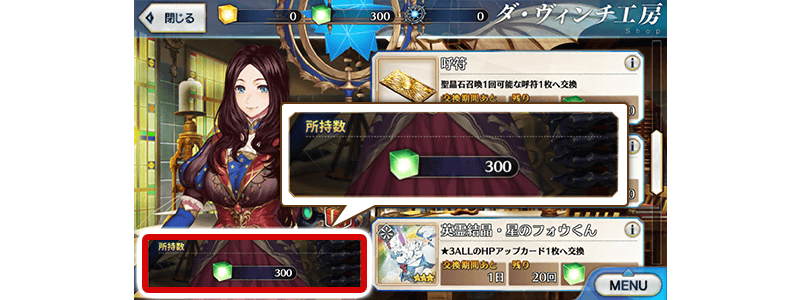 閉じる
0
300
0
ダ・ヴィンチ工房
Shop
呼符
聖晶石召喚1回可能な呼符1枚へ交換
交換期間あと 残り
所持数
300
英霊結晶・星のフォウくん
★3ALLのHPアップカード1枚へ交換
交換期間あと 残り
1日 20回
所持数
300
MENU